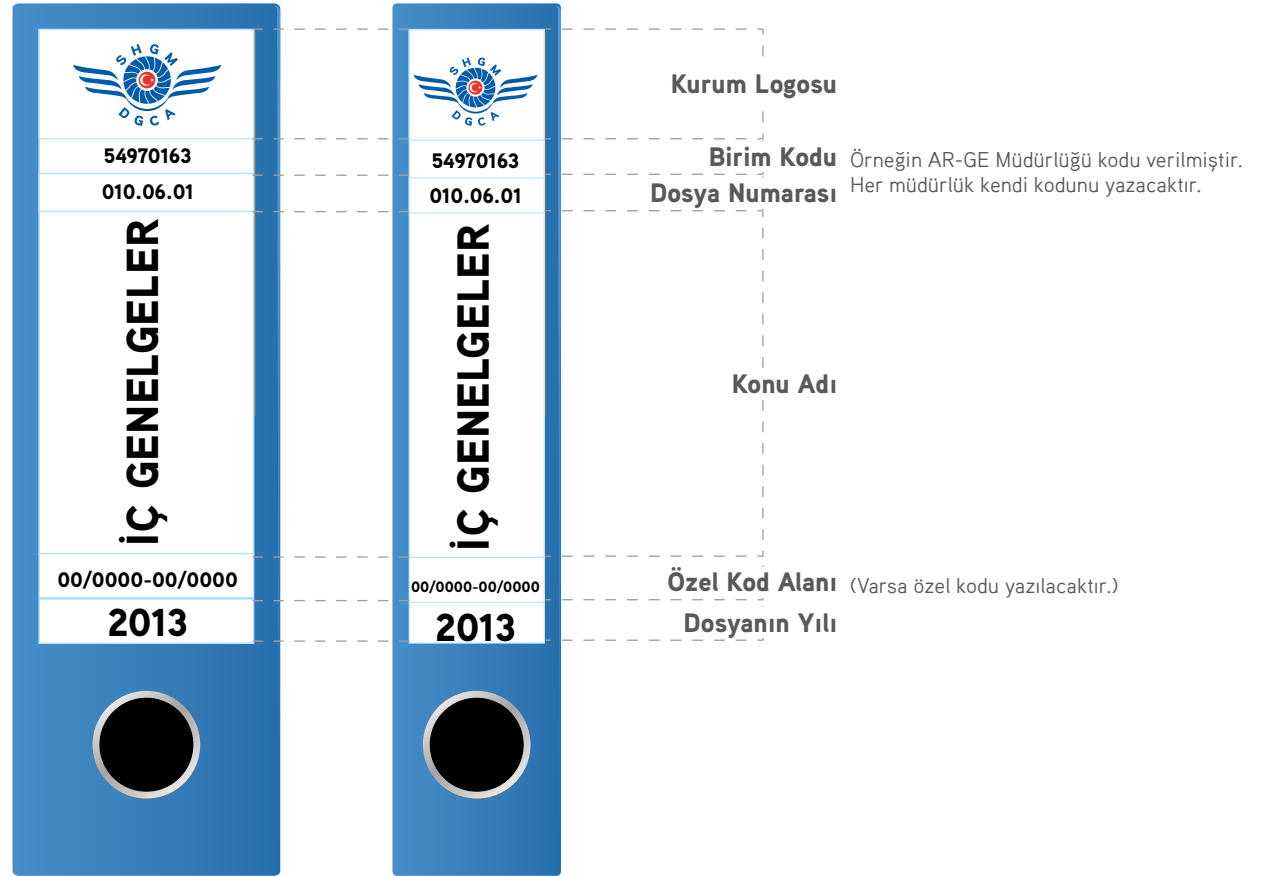 SHGM
DGCA
54970163
010.06.01
İÇ GENELGELER
00/0000-00/0000
2013
SHGM
DGCA
54970163
010.06.01
İÇ GENELGELER
00/0000-00/0000
2013
Kurum Logosu
Birim Kodu
Örneğin AR-GE Müdürlüğü kodu verilmiştir.
Her müdürlük kendi kodunu yazacaktır.
Dosya Numarası
Konu Adı
Özel Kod Alanı
(Varsa özel kodu yazılacaktır.)
Dosyanın Yılı